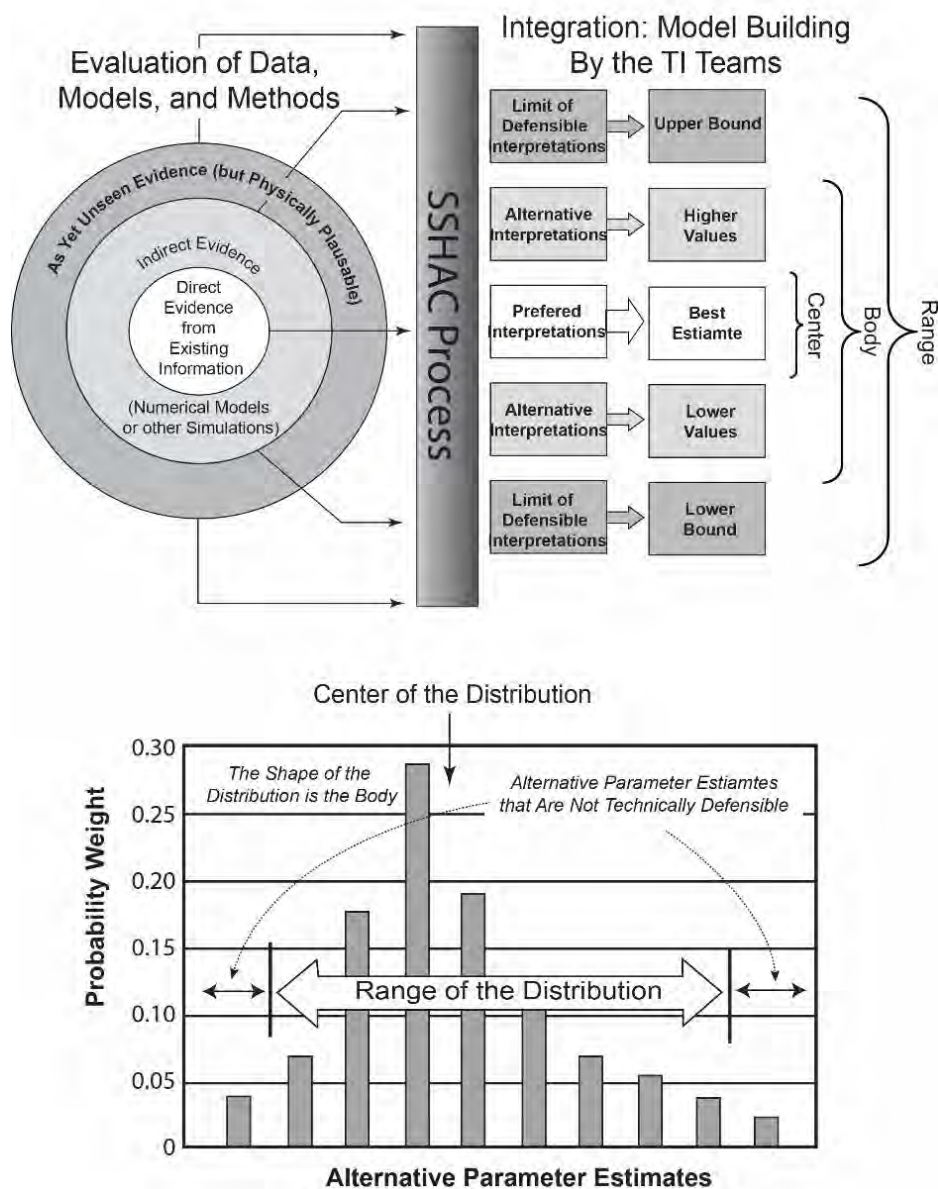 Evaluation of Data,
Models, and Methods
As Yet Unseen Evidence (but Physically Plausable)
Indirect Evidence
Direct
Evidence
from
Existing
Information
(Numerical Models
or other Simulations)
SSHAC Process
Integration: Model Building
By the TI Teams
Limit of
Defensible
Interpretations
Upper Bound
Alternative
Interpretations
Higher
Values
Prefered
Interpretations
Best
Estiamte
Alternative
Interpretations
Lower
Values
Limit of
Defensible
Interpretations
Lower
Bound
Center
Body
Range
Center of the Distribution
The Shape of the
Distribution is the Body
Alternative Parameter Estiamtes
that Are Not Technically Defensible
Range of the Distribution
Probability Weight
0.30
0.25
0.20
0.15
0.10
0.05
0
Alternative Parameter Estimates